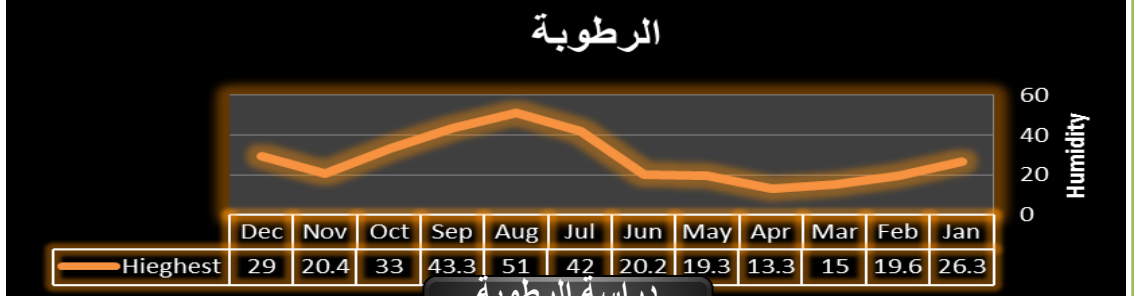 الرطوبة
60
40
20
0
Humidity
Dec Nov Oct Sep Aug Jul Jun May Apr Mar Feb Jan
Hieghest 29 20.4 33 43.3 51 42 20.2 19.3 13.3 15 19.6 26.3
دراسة الرطوبة